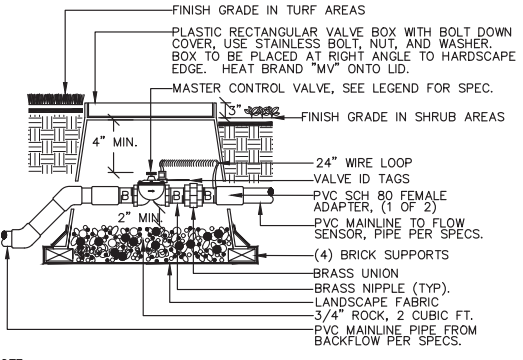 FINISH GRADE IN TURF AREAS
PLASTIC RECTANGULAR VALVE BOX WITH BOLT DOWN
COVER, USE STAINLESS BOLT, NUT, AND WASHER.
BOX TO BE PLACED AT RIGHT ANGLE TO HARDSCAPE
EDGE. HEAT BRAND "MV" ONTO LID.
MASTER CONTROL VALVE, SEE LEGEND FOR SPEC.
3"
FINISH GRADE IN SHRUB AREAS
4" MIN.
24" WIRE LOOP
VALVE ID TAGS
PVC SCH 80 FEMALE
ADAPTER, (1 OF 2)
B
B
B
2" MIN.
PVC MAINLINE TO FLOW
SENSOR, PIPE PER SPECS.
(4) BRICK SUPPORTS
BRASS UNION
BRASS NIPPLE (TYP).
LANDSCAPE FABRIC
3/4" ROCK, 2 CUBIC FT.
PVC MAINLINE PIPE FROM
BACKFLOW PER SPECS.